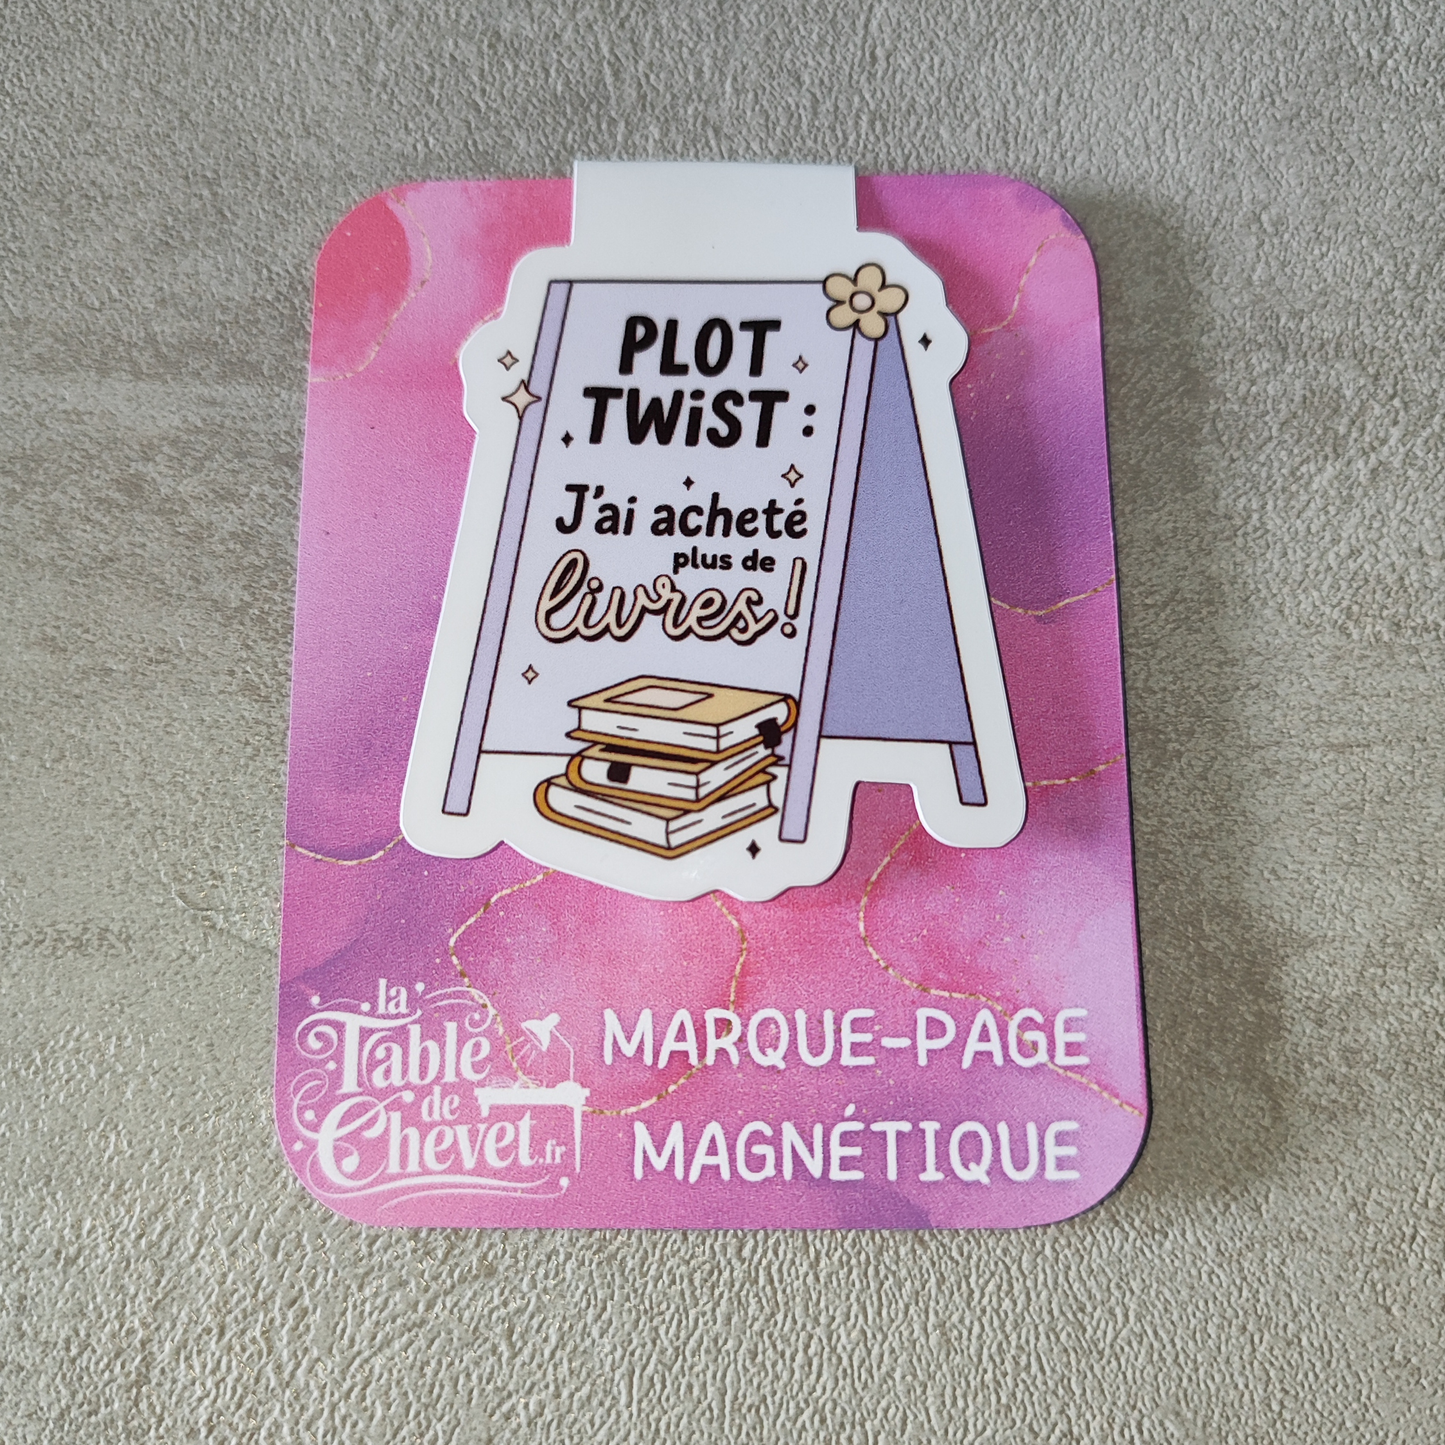 PLOT
TWiST :
J'ai acheté
plus de
livres !
la
Table
de
Chevet.fr
MARQUE-PAGE
MAGNÉTIQUE